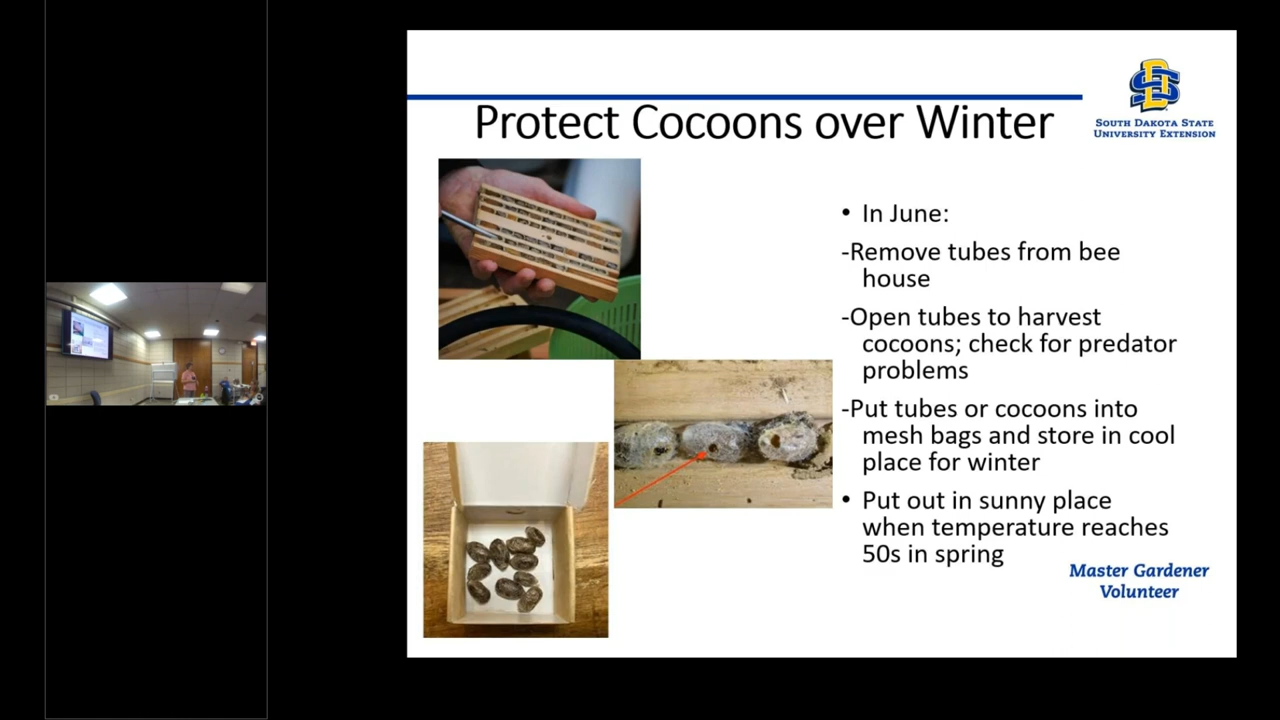 SOUTH DAKOTA STATE
UNIVERSITY EXTENSION
Protect Cocoons over Winter
• In June:
-Remove tubes from bee
house
-Open tubes to harvest
cocoons; check for predator
problems
-Put tubes or cocoons into
mesh bags and store in cool
place for winter
• Put out in sunny place
when temperature reaches
50s in spring
Master Gardener
Volunteer